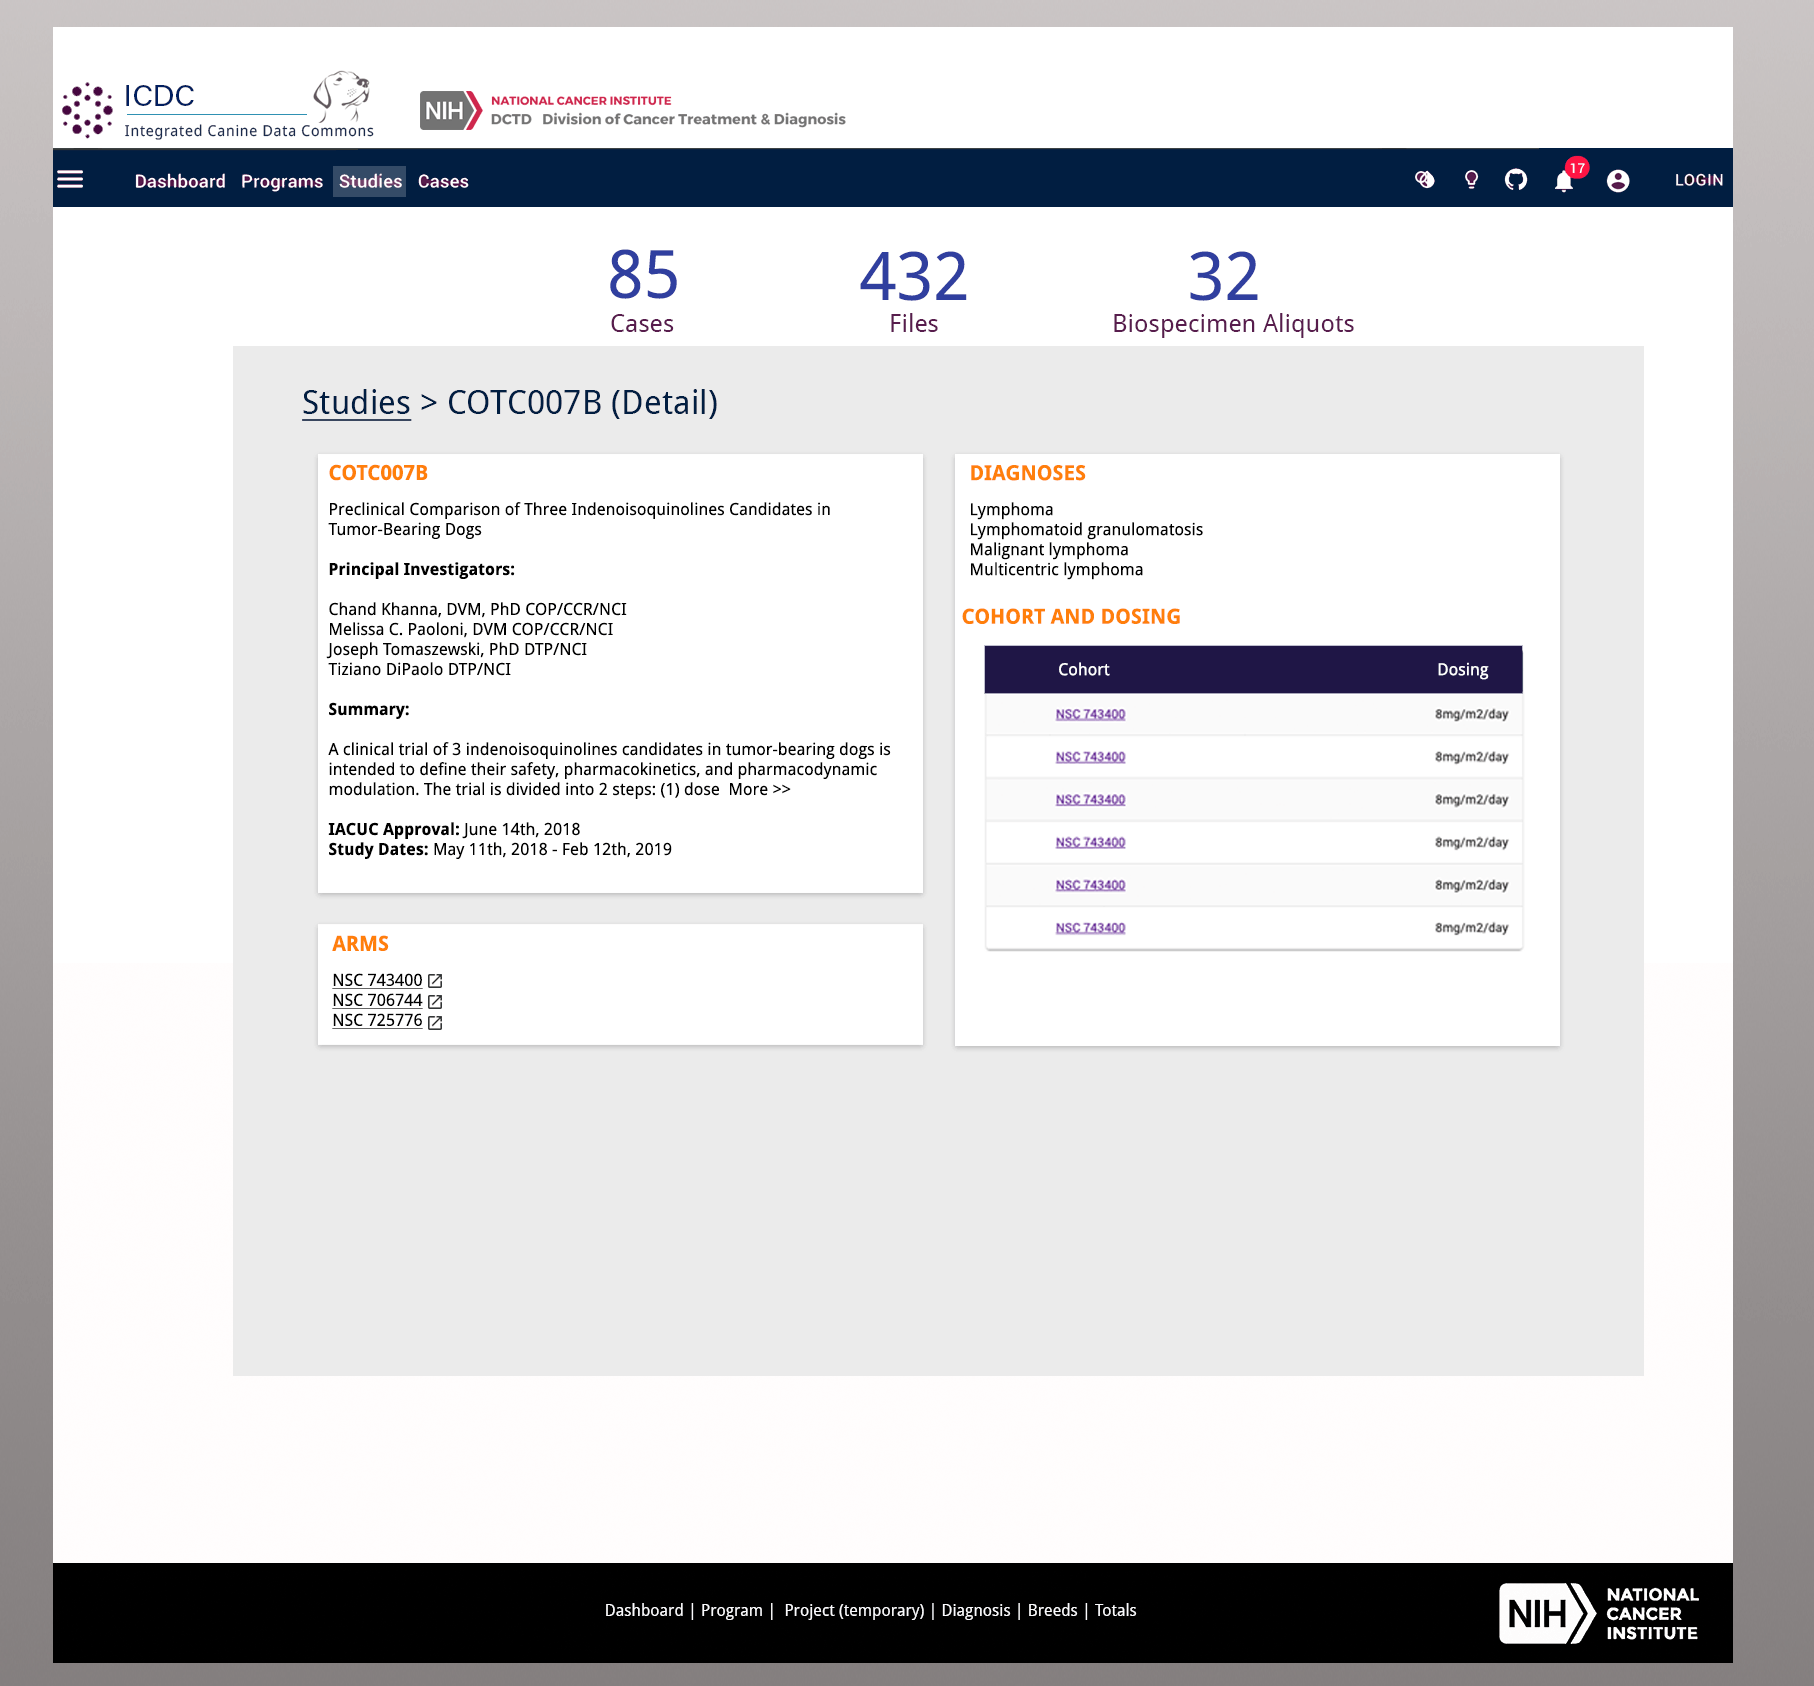 ICDC
Integrated Canine Data Commons
NIH
NATIONAL CANCER INSTITUTE
DCTD Division of Cancer Treatment & Diagnosis
Dashboard Programs Studies Cases
17
LOGIN
85
Cases
432
Files
32
Biospecimen Aliquots
Studies > COTC007B (Detail)
COTC007B
Preclinical Comparison of Three Indenoisoquinolines Candidates in
Tumor-Bearing Dogs
Principal Investigators:
Chand Khanna, DVM, PhD COP/CCR/NCI
Melissa C. Paoloni, DVM COP/CCR/NCI
Joseph Tomaszewski, PhD DTP/NCI
Tiziano DiPaolo DTP/NCI
Summary:
A clinical trial of 3 indenoisoquinolines candidates in tumor-bearing dogs is
intended to define their safety, pharmacokinetics, and pharmacodynamic
modulation. The trial is divided into 2 steps: (1) dose More >>
IACUC Approval: June 14th, 2018
Study Dates: May 11th, 2018 - Feb 12th, 2019
ARMS
NSC 743400
NSC 706744
NSC 725776
DIAGNOSES
Lymphoma
Lymphomatoid granulomatosis
Malignant lymphoma
Multicentric lymphoma
COHORT AND DOSING
Cohort Dosing
NSC 743400 8mg/m2/day
NSC 743400 8mg/m2/day
NSC 743400 8mg/m2/day
NSC 743400 8mg/m2/day
NSC 743400 8mg/m2/day
NSC 743400 8mg/m2/day
Dashboard | Program | Project (temporary) | Diagnosis | Breeds | Totals
NIH
NATIONAL
CANCER
INSTITUTE